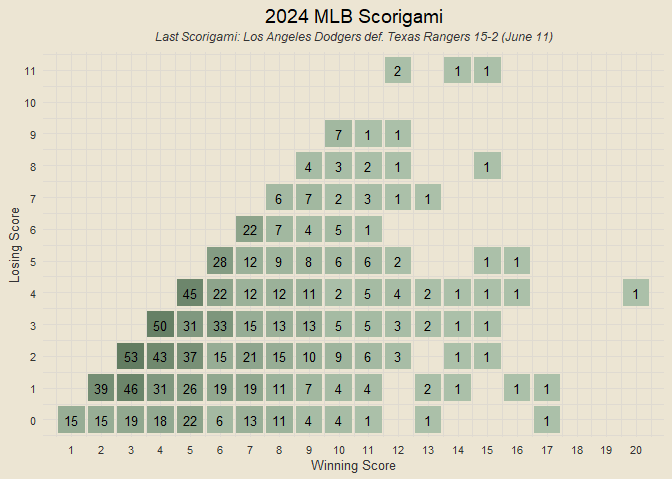 2024 MLB Scorigami
Last Scorigami: Los Angeles Dodgers def. Texas Rangers 15-2 (June 11)
11 2 1 1
10
9 7 1 1
8 4 3 2 1 1
7 6 7 2 3 1 1
6 22 7 4 5 1
5 28 12 9 8 6 6 2 1 1
4 45 22 12 12 11 2 5 4 2 1 1 1 1
3 50 31 33 15 13 13 5 5 3 2 1 1
2 53 43 37 15 21 15 10 9 6 3 1 1
1 39 46 31 26 19 19 11 7 4 4 2 1 1 1
0 15 15 19 18 22 6 13 11 4 4 1 1 1
1 2 3 4 5 6 7 8 9 10 11 12 13 14 15 16 17 18 19 20
Winning Score
Losing Score